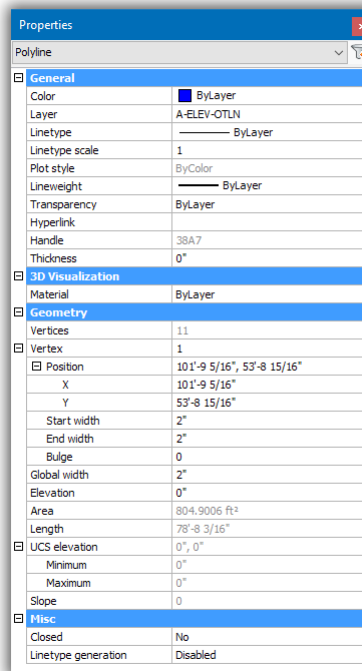 Properties
Polyline
General
Color ByLayer
Layer A-ELEV-OTLN
Linetype ByLayer
Linetype scale 1
Plot style ByColor
Lineweight ByLayer
Transparency ByLayer
Hyperlink
Handle 38A7
Thickness 0"
3D Visualization
Material ByLayer
Geometry
Vertices 11
Vertex 1
Position 101'-9 5/16", 53'-8 15/16"
X 101'-9 5/16"
Y 53'-8 15/16"
Start width 2"
End width 2"
Bulge 0
Global width 2"
Elevation 0"
Area 804.9006 ft²
Length 78'-8 3/16"
UCS elevation 0", 0"
Minimum 0"
Maximum 0"
Slope 0
Misc
Closed No
Linetype generation Disabled